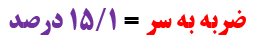 ضربه به سر = ۱۵/۱ درصد